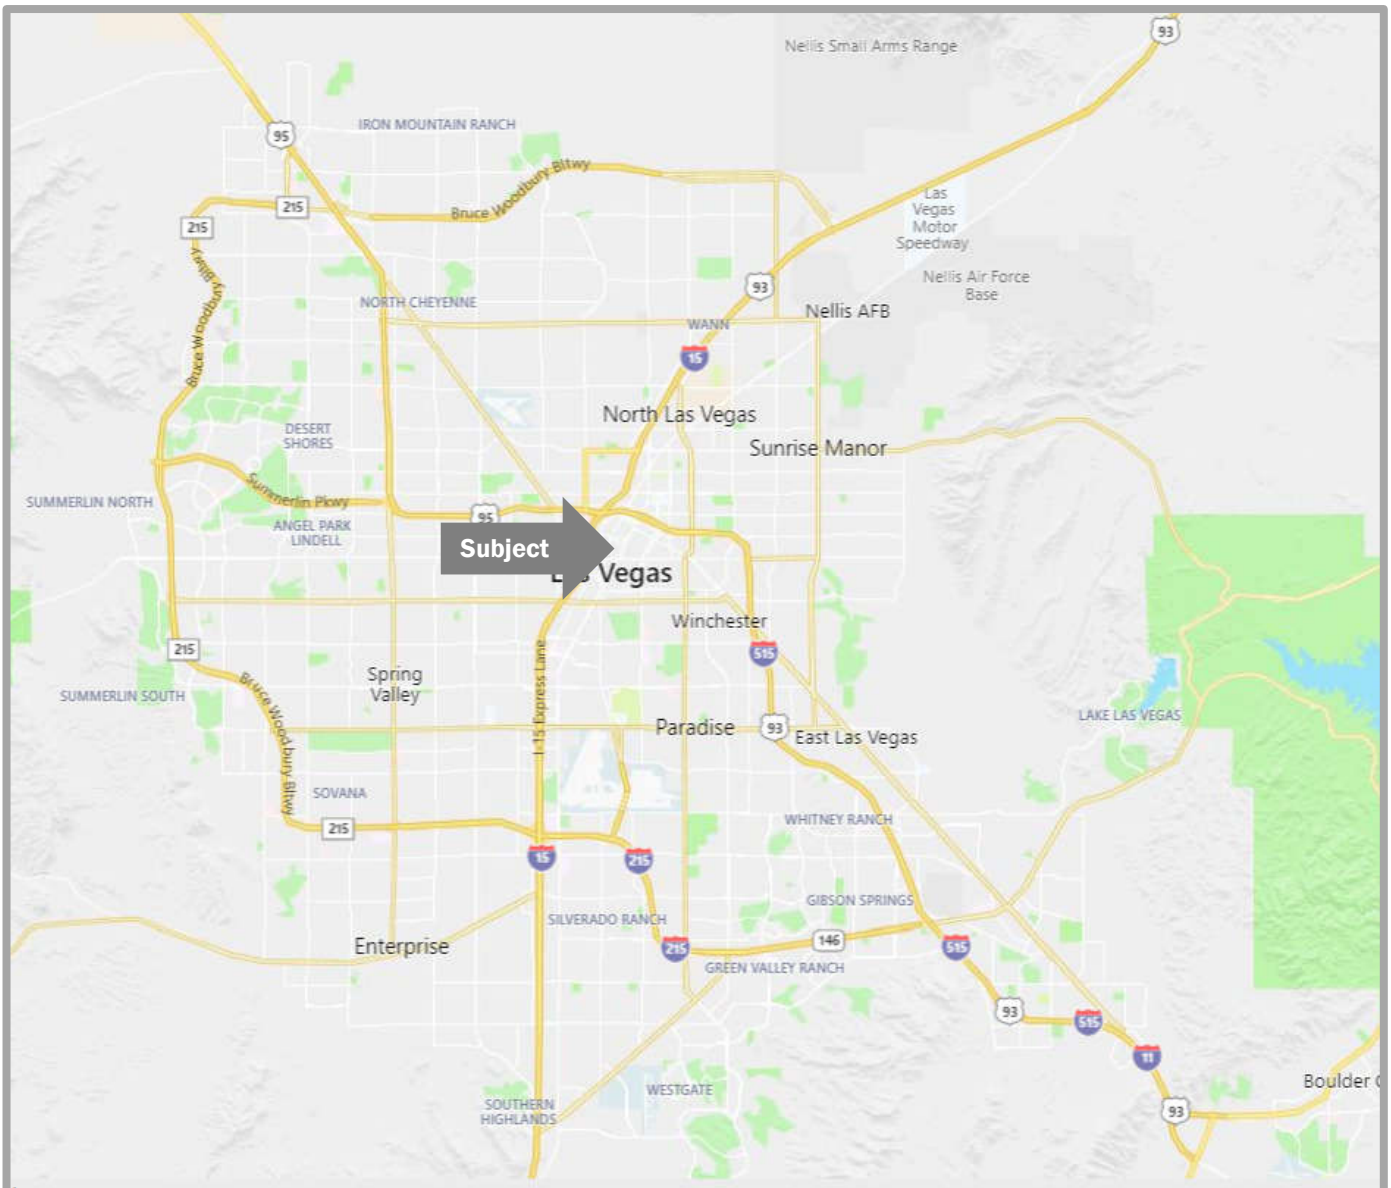 93
Nellis Small Arms Range
IRON MOUNTAIN RANCH
95
Bruce Woodbury Bltwy
Las
Vegas
Motor
Speedway
215
215
Bruce Woodbury Bltwy
Nellis Air Force
Base
93
NORTH CHEYENNE
Nellis AFB
WANN
15
North Las Vegas
DESERT
SHORES
Sunrise Manor
Summerlin Pkwy
SUMMERLIN NORTH
95
ANGEL PARK
LINDELL
Subject
Vegas
Winchester
215
515
Spring
Valley
Bruce Woodbury Bltwy
SUMMERLIN SOUTH
I-15 Express Lane
LAKE LAS VEGAS
Paradise
93
East Las Vegas
SOVANA
WHITNEY RANCH
215
15
215
GIBSON SPRINGS
SILVERADO RANCH
146
Enterprise
215
515
GREEN VALLEY RANCH
93
515
11
Boulder
WESTGATE
SOUTHERN
HIGHLANDS
93